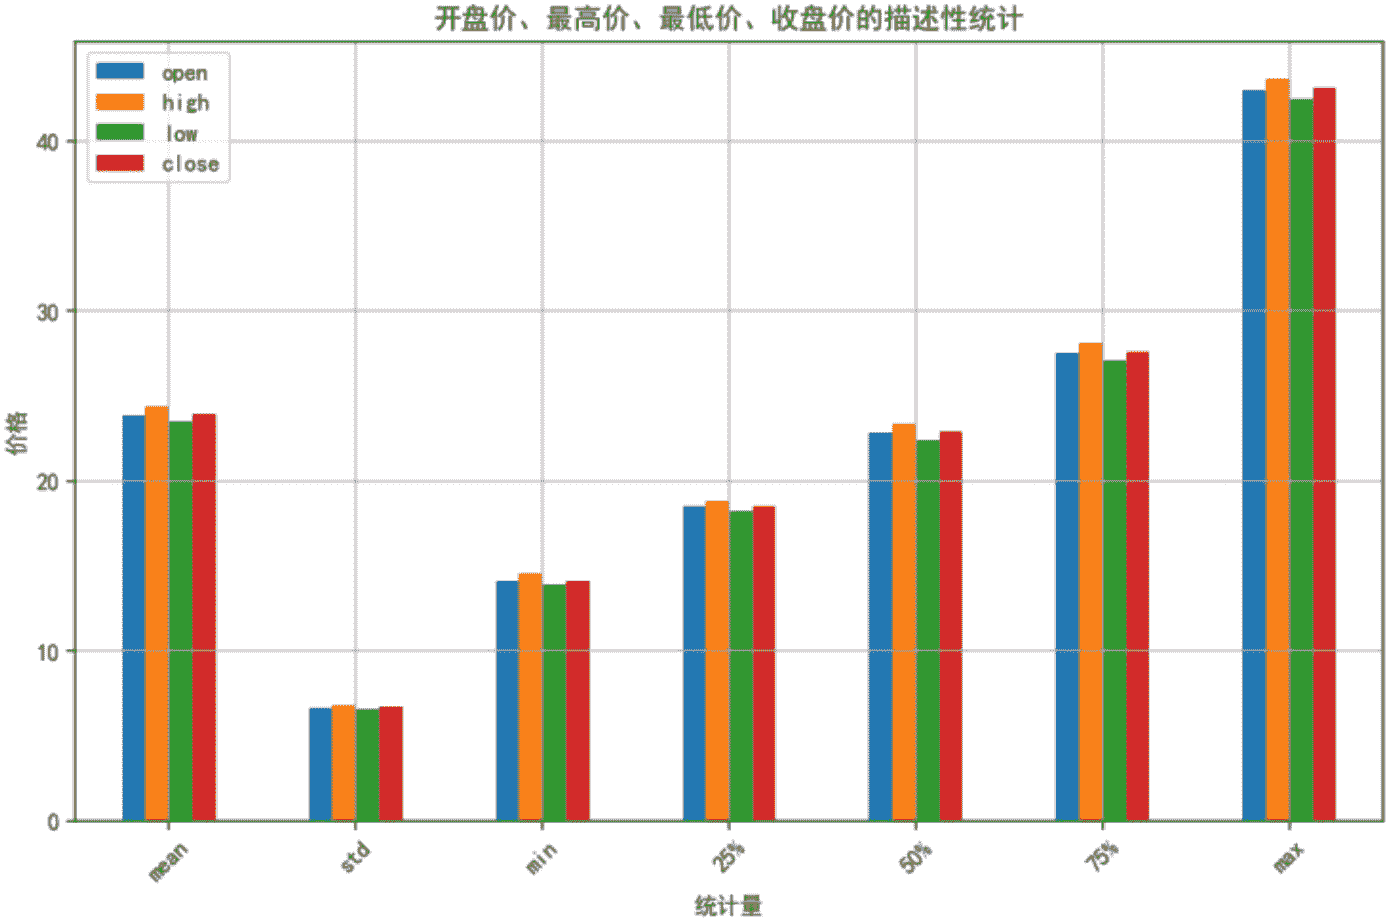 开盘价、最高价、最低价、收盘价的描述性统计
open
high
low
close
40
30
20
10
0
价格
mean
std
min
25%
50%
75%
max
统计量